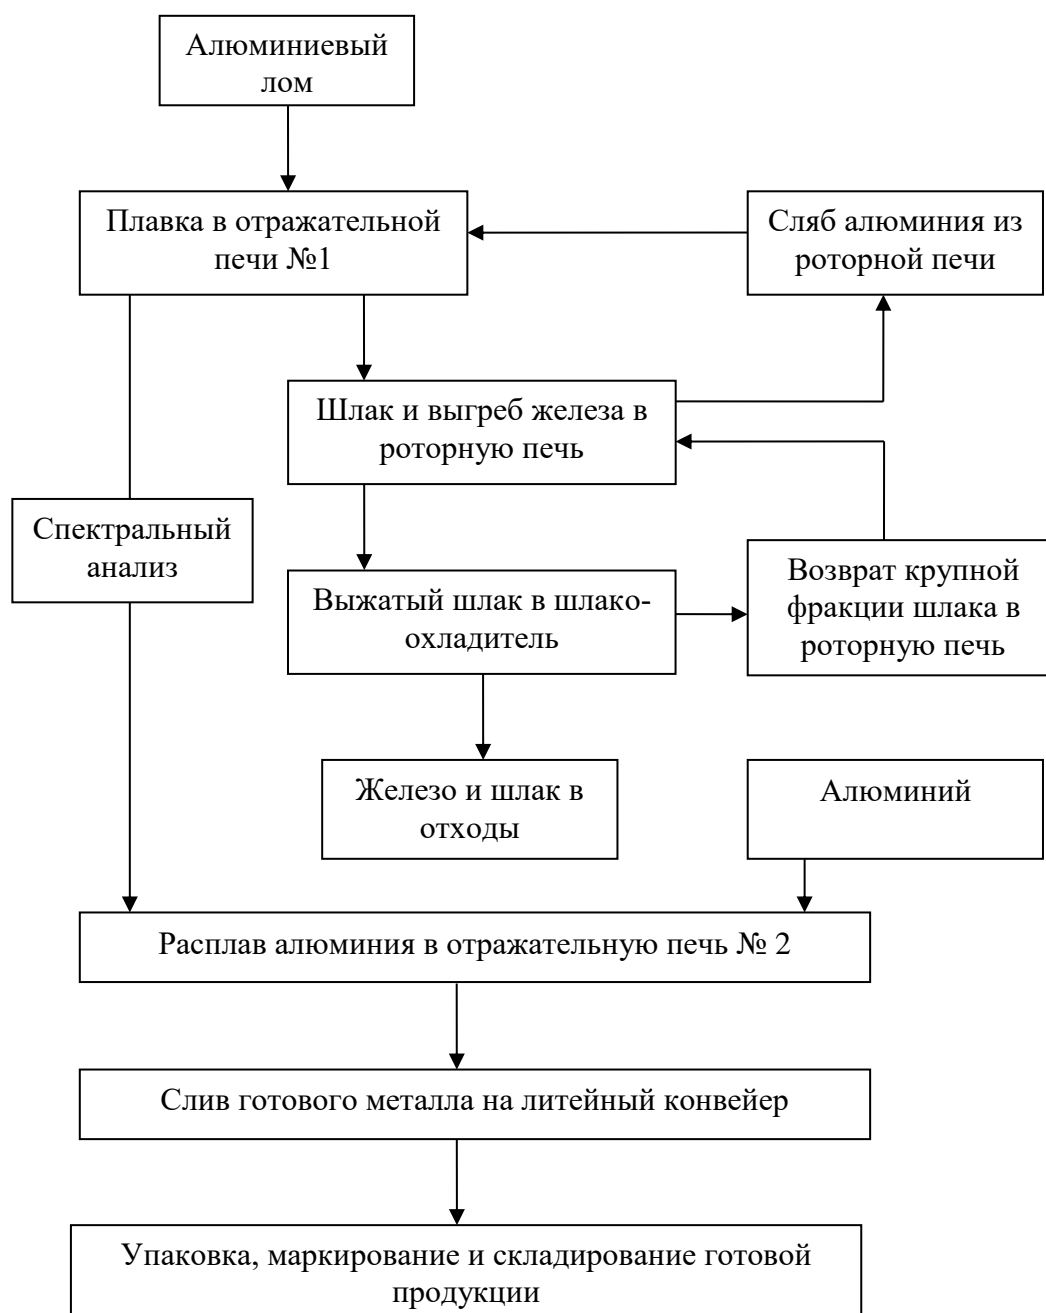 Алюминиевый
лом
Плавка в отражательной
печи №1
Сляб алюминия из
роторной печи
Шлак и выгреб железа в
роторную печь
Спектральный
анализ
Выжатый шлак в шлако-
охладитель
Возврат крупной
фракции шлака в
роторную печь
Железо и шлак в
отходы
Алюминий
Расплав алюминия в отражательную печь № 2
Слив готового металла на литейный конвейер
Упаковка, маркирование и складирование готовой
продукции